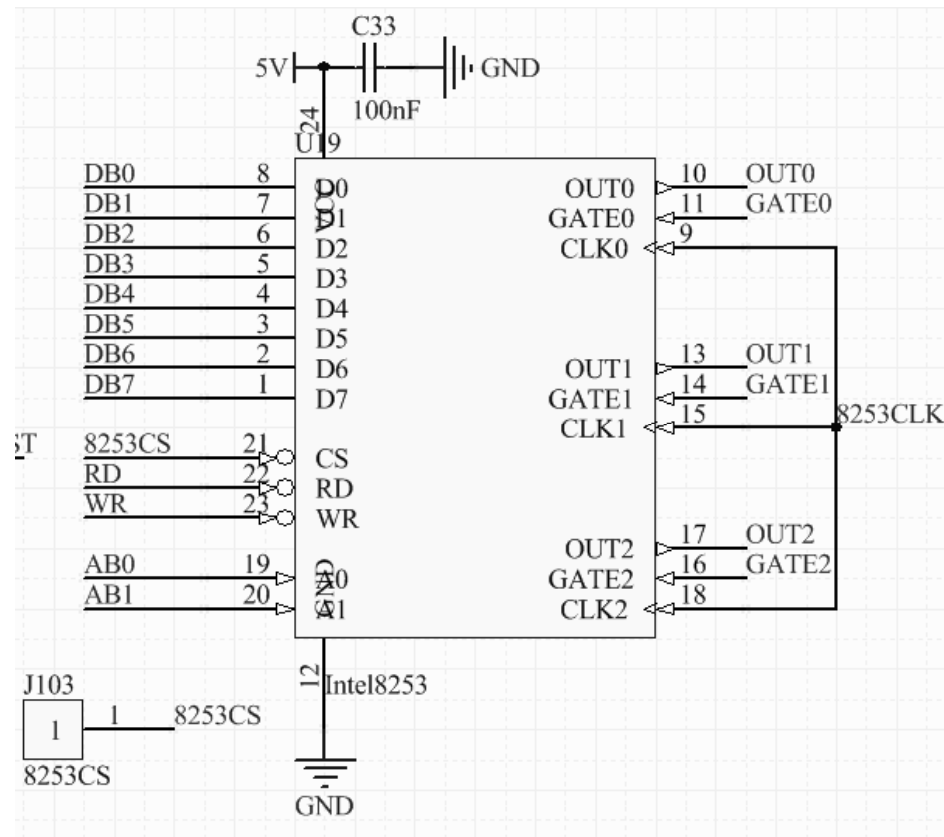 C33
5V
GND
100nF
24
U19
VCC
DB0 8 D0
DB1 7 D1
DB2 6 D2
DB3 5 D3
DB4 4 D4
DB5 3 D5
DB6 2 D6
DB7 1 D7
ST
8253CS 21 CS
RD 22 RD
WR 23 WR
AB0 19 A0
AB1 20 A1
GND
OUT0 10 OUT0
GATE0 11 GATE0
CLK0 9
OUT1 13 OUT1
GATE1 14 GATE1
CLK1 15
8253CLK
OUT2 17 OUT2
GATE2 16 GATE2
CLK2 18
12
Intel8253
GND
J103
1 1 8253CS
8253CS